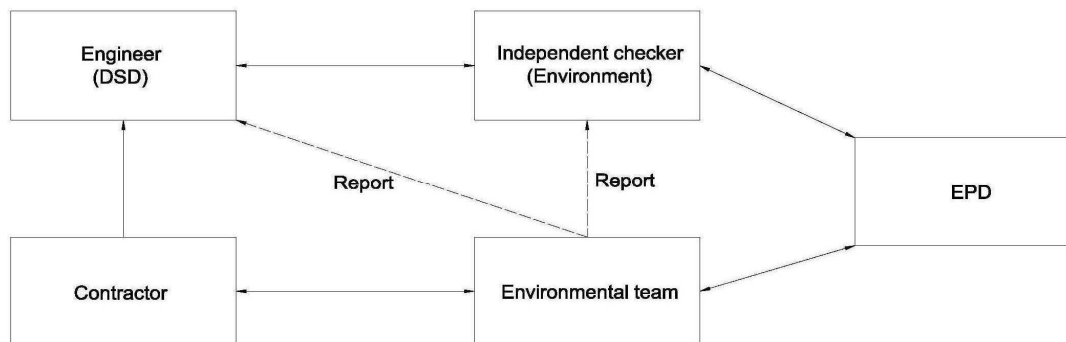 Engineer
(DSD)
Independent checker
(Environment)
EPD
Report
Report
Contractor
Environmental team